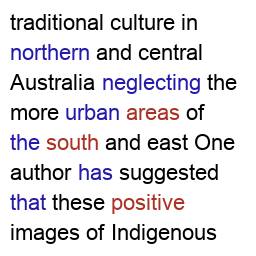 traditional culture in
northern and central
Australia neglecting the
more urban areas of
the south and east One
author has suggested
that these positive
images of Indigenous